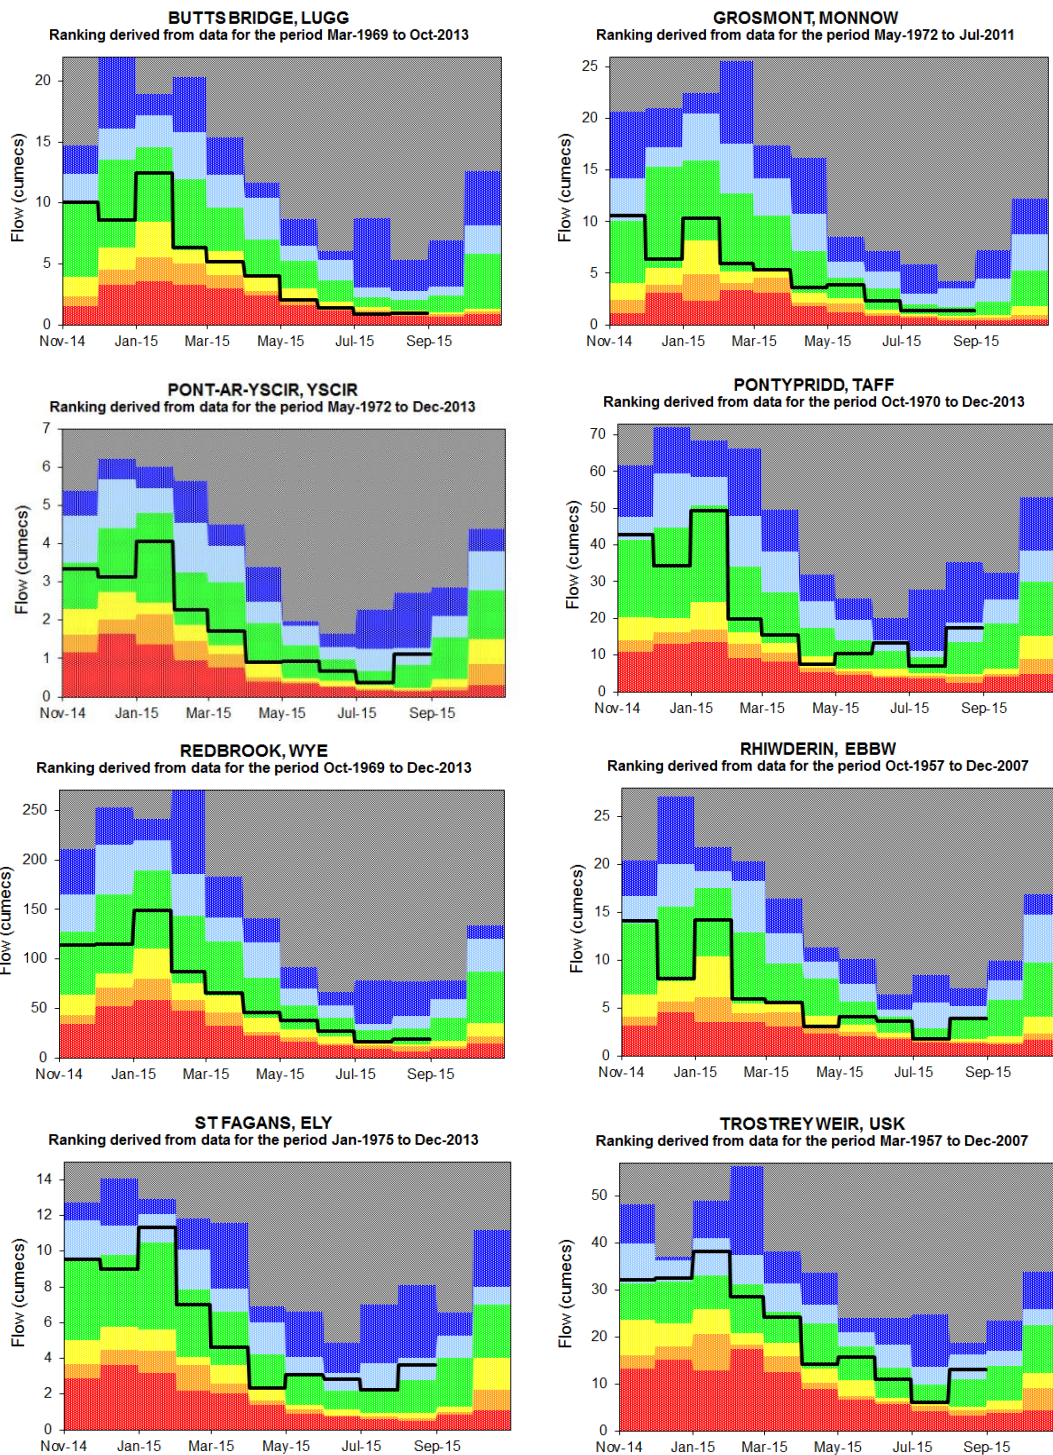 BUTTS BRIDGE, LUGG
Ranking derived from data for the period Mar-1969 to Oct-2013
Flow (cumecs)
20
15
10
5
0
Nov-14 Jan-15 Mar-15 May-15 Jul-15 Sep-15
GROSMONT, MONNOW
Ranking derived from data for the period May-1972 to Jul-2011
Flow (cumecs)
25
20
15
10
5
0
Nov-14 Jan-15 Mar-15 May-15 Jul-15 Sep-15
PONT-AR-YSCIR, YSCIR
Ranking derived from data for the period May-1972 to Dec-2013
Flow (cumecs)
7
6
5
4
3
2
1
0
Nov-14 Jan-15 Mar-15 May-15 Jul-15 Sep-15
PONTYPRIDD, TAFF
Ranking derived from data for the period Oct-1970 to Dec-2013
Flow (cumecs)
70
60
50
40
30
20
10
0
Nov-14 Jan-15 Mar-15 May-15 Jul-15 Sep-15
REDBROOK, WYE
Ranking derived from data for the period Oct-1969 to Dec-2013
Flow (cumecs)
250
200
150
100
50
0
Nov-14 Jan-15 Mar-15 May-15 Jul-15 Sep-15
RHIWDERIN, EBBW
Ranking derived from data for the period Oct-1957 to Dec-2007
Flow (cumecs)
25
20
15
10
5
0
Nov-14 Jan-15 Mar-15 May-15 Jul-15 Sep-15
ST FAGANS, ELY
Ranking derived from data for the period Jan-1975 to Dec-2013
Flow (cumecs)
14
12
10
8
6
4
2
0
Nov-14 Jan-15 Mar-15 May-15 Jul-15 Sep-15
TROSTREY WEIR, USK
Ranking derived from data for the period Mar-1957 to Dec-2007
Flow (cumecs)
50
40
30
20
10
0
Nov-14 Jan-15 Mar-15 May-15 Jul-15 Sep-15